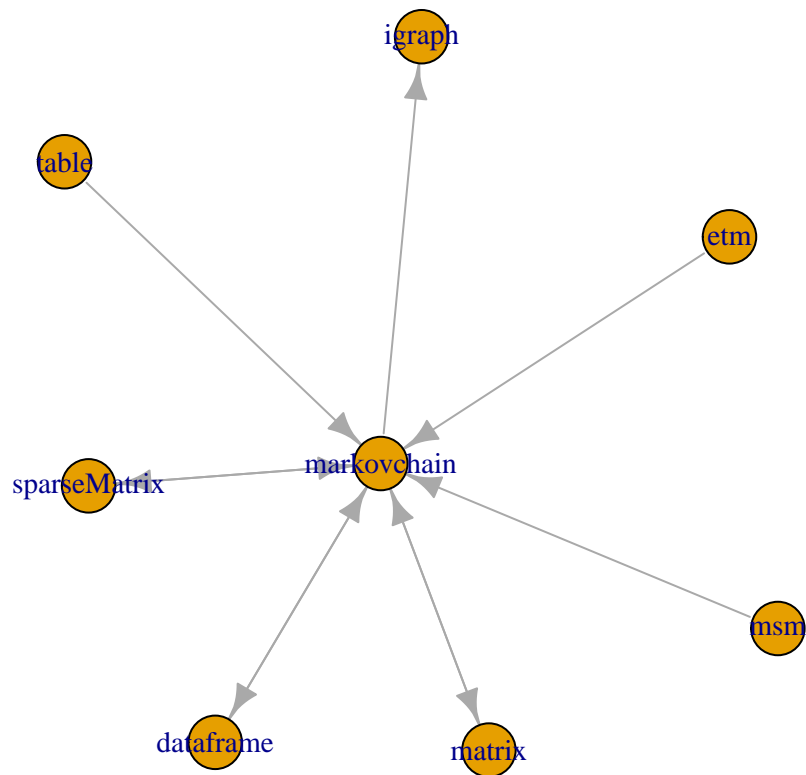 igraph
table
etm
markovchain
sparseMatrix
msm
dataframe
matrix